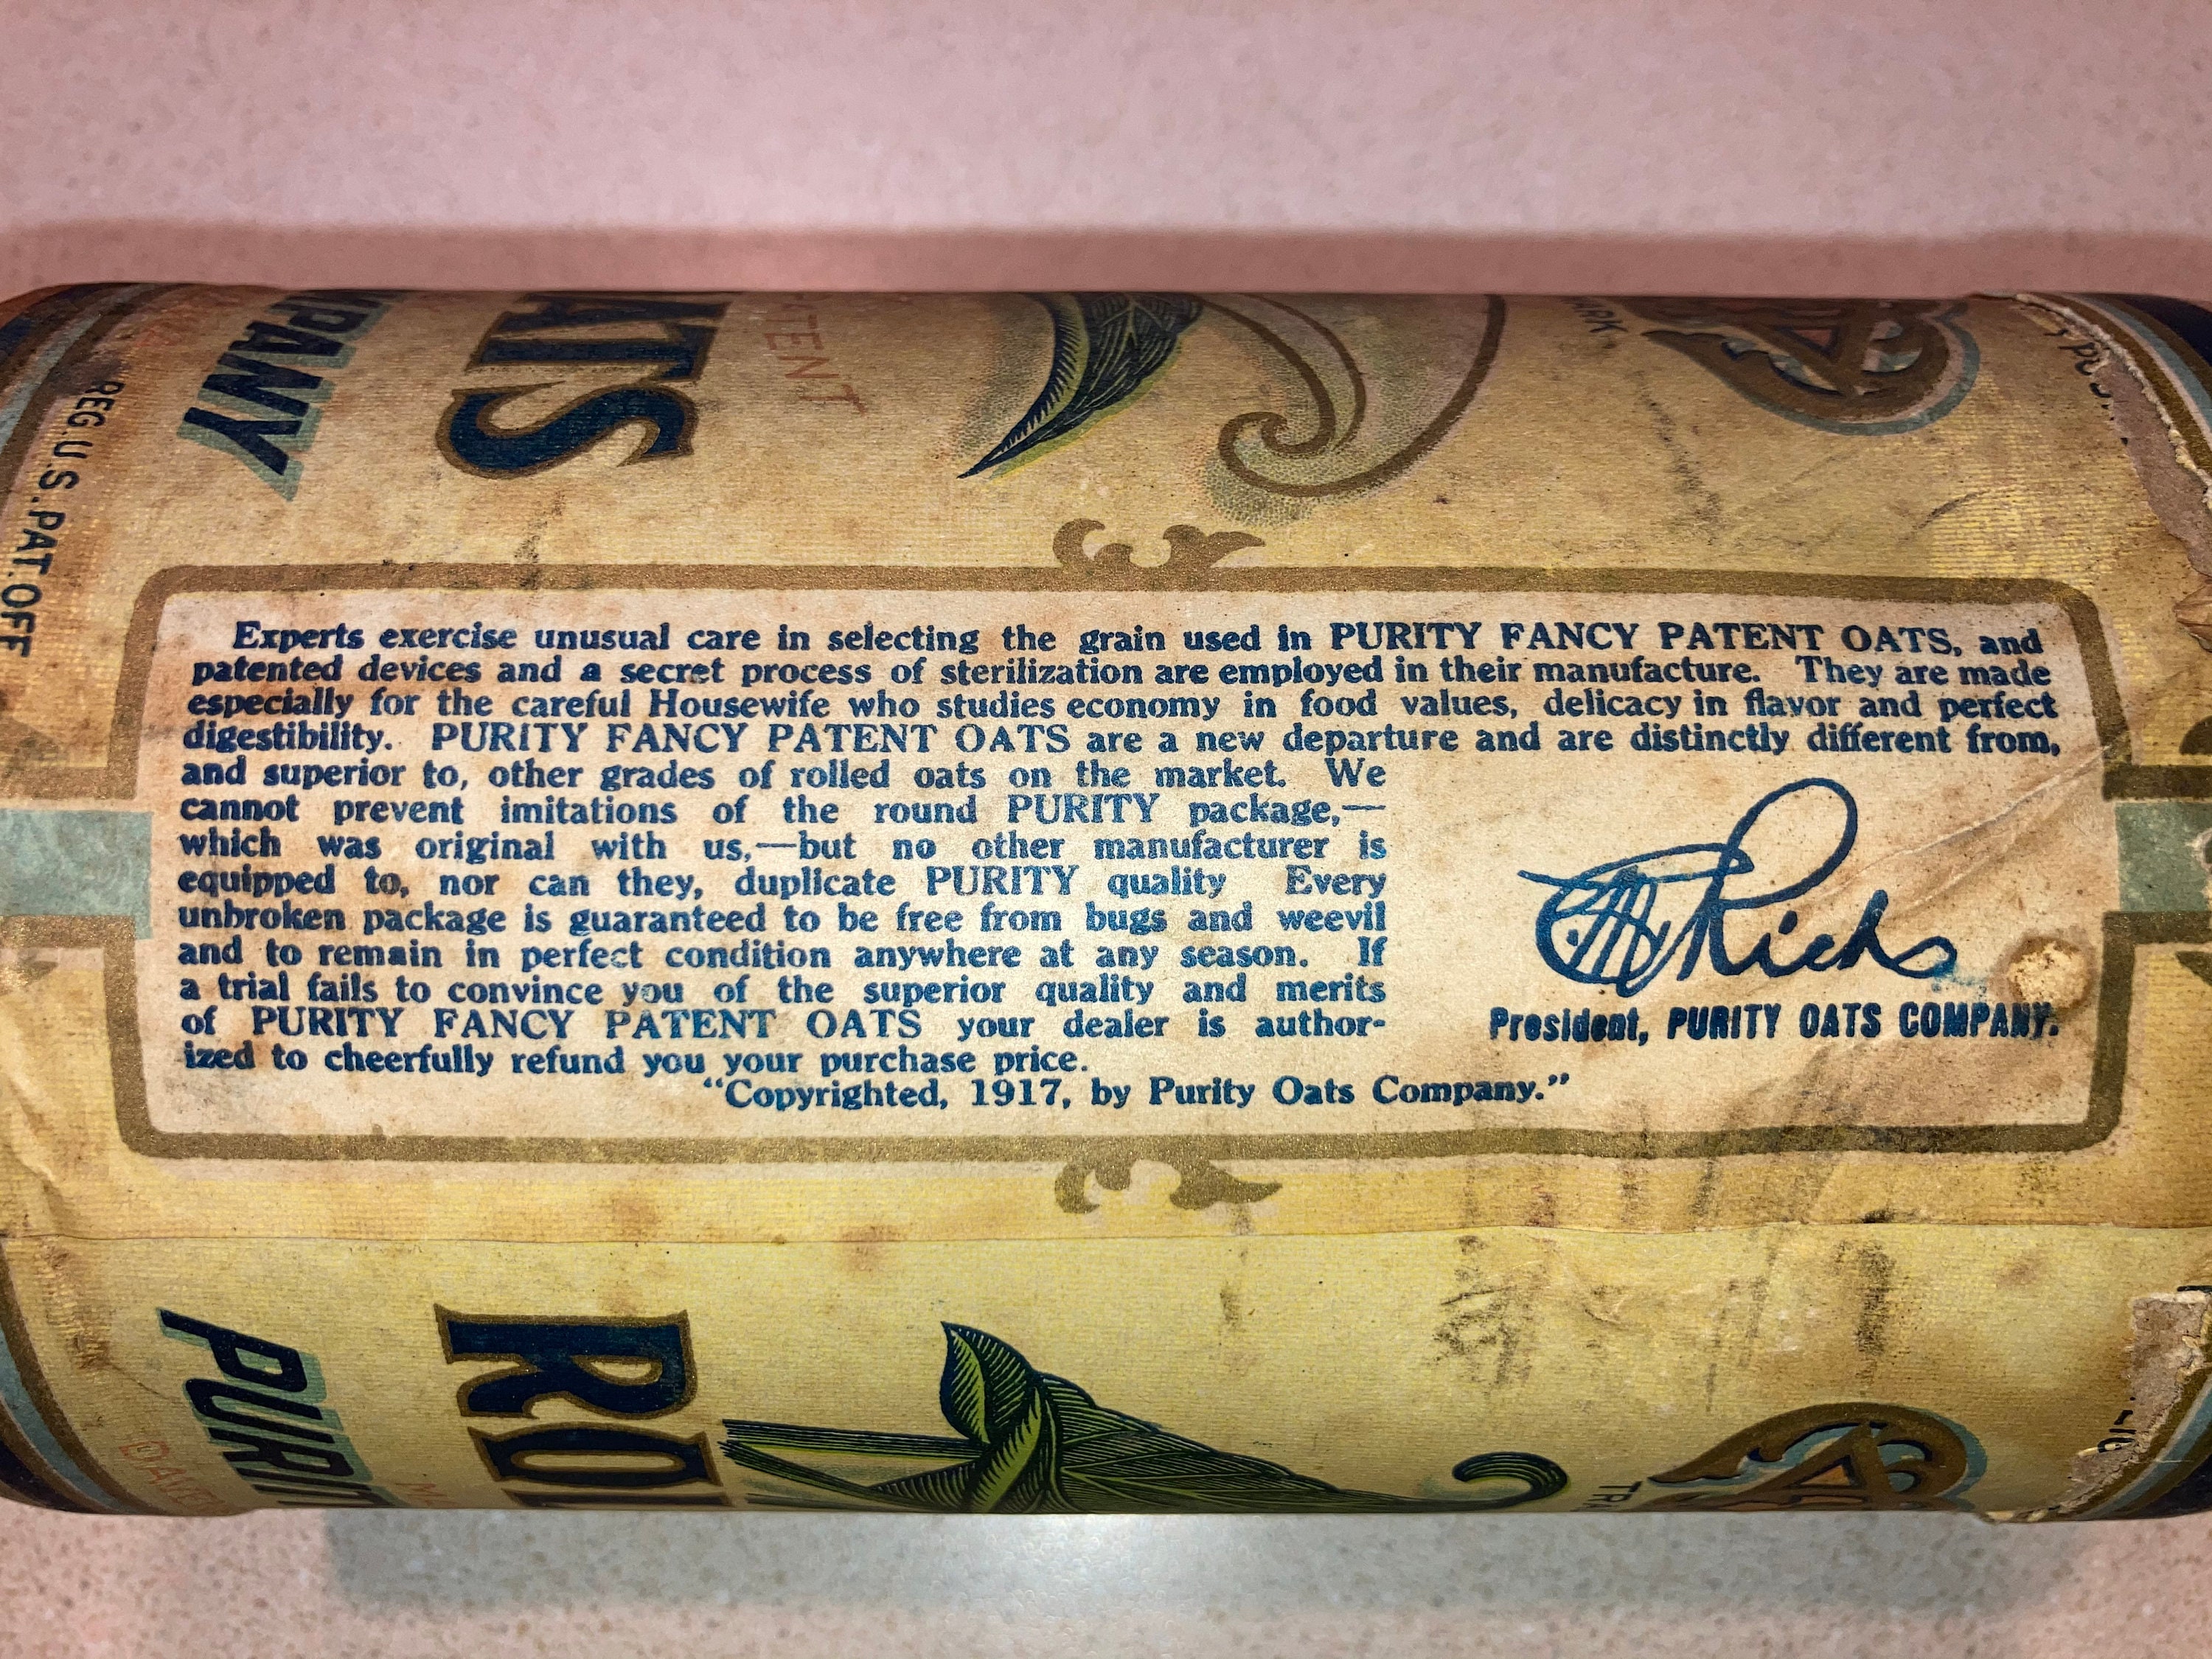 MPANY
ATS
TENT
ARK
REG. U.S. PAT. OFF
Experts exercise unusual care in selecting the grain used in PURITY FANCY PATENT OATS, and
patented devices and a secret process of sterilization are employed in their manufacture. They are made
especially for the careful Housewife who studies economy in food values, delicacy in flavor and perfect
digestibility. PURITY FANCY PATENT OATS are a new departure and are distinctly different from,
and superior to, other grades of rolled oats on the market. We
cannot prevent imitations of the round PURITY package,—
which was original with us,—but no other manufacturer is
equipped to, nor can they, duplicate PURITY quality Every
unbroken package is guaranteed to be free from bugs and weevil
and to remain in perfect condition anywhere at any season. If
a trial fails to convince you of the superior quality and merits
of PURITY FANCY PATENT OATS your dealer is author-
ized to cheerfully refund you your purchase price.
Richs
President, PURITY OATS COMPANY.
"Copyrighted, 1917, by Purity Oats Company."
PURIT
ROL
TR